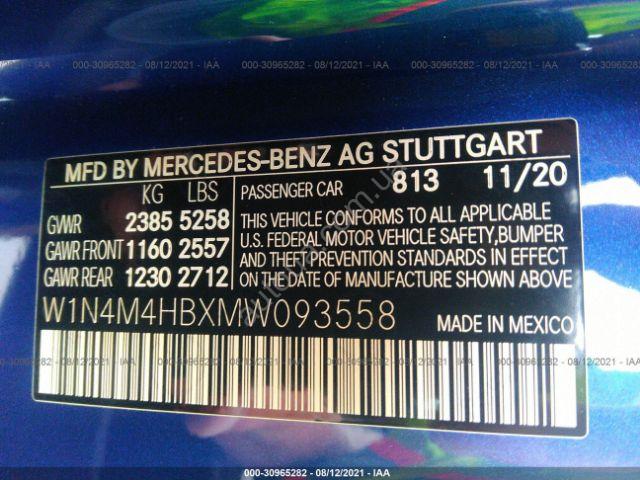 000-30965282 - 08/12/2021 - IAA
MFD BY MERCEDES-BENZ AG STUTTGART
KG LBS PASSENGER CAR 813 11/20
GVWR 2385 5258 THIS VEHICLE CONFORMS TO ALL APPLICABLE
GAWR FRONT 1160 2557 U.S. FEDERAL MOTOR VEHICLE SAFETY, BUMPER
AND THEFT PREVENTION STANDARDS IN EFFECT
GAWR REAR 1230 2712 ON THE DATE OF MANUFACTURE SHOWN ABOVE
W1N4M4HBXMW093558 MADE IN MEXICO
000-30965282 - 08/12/2021 - IAA